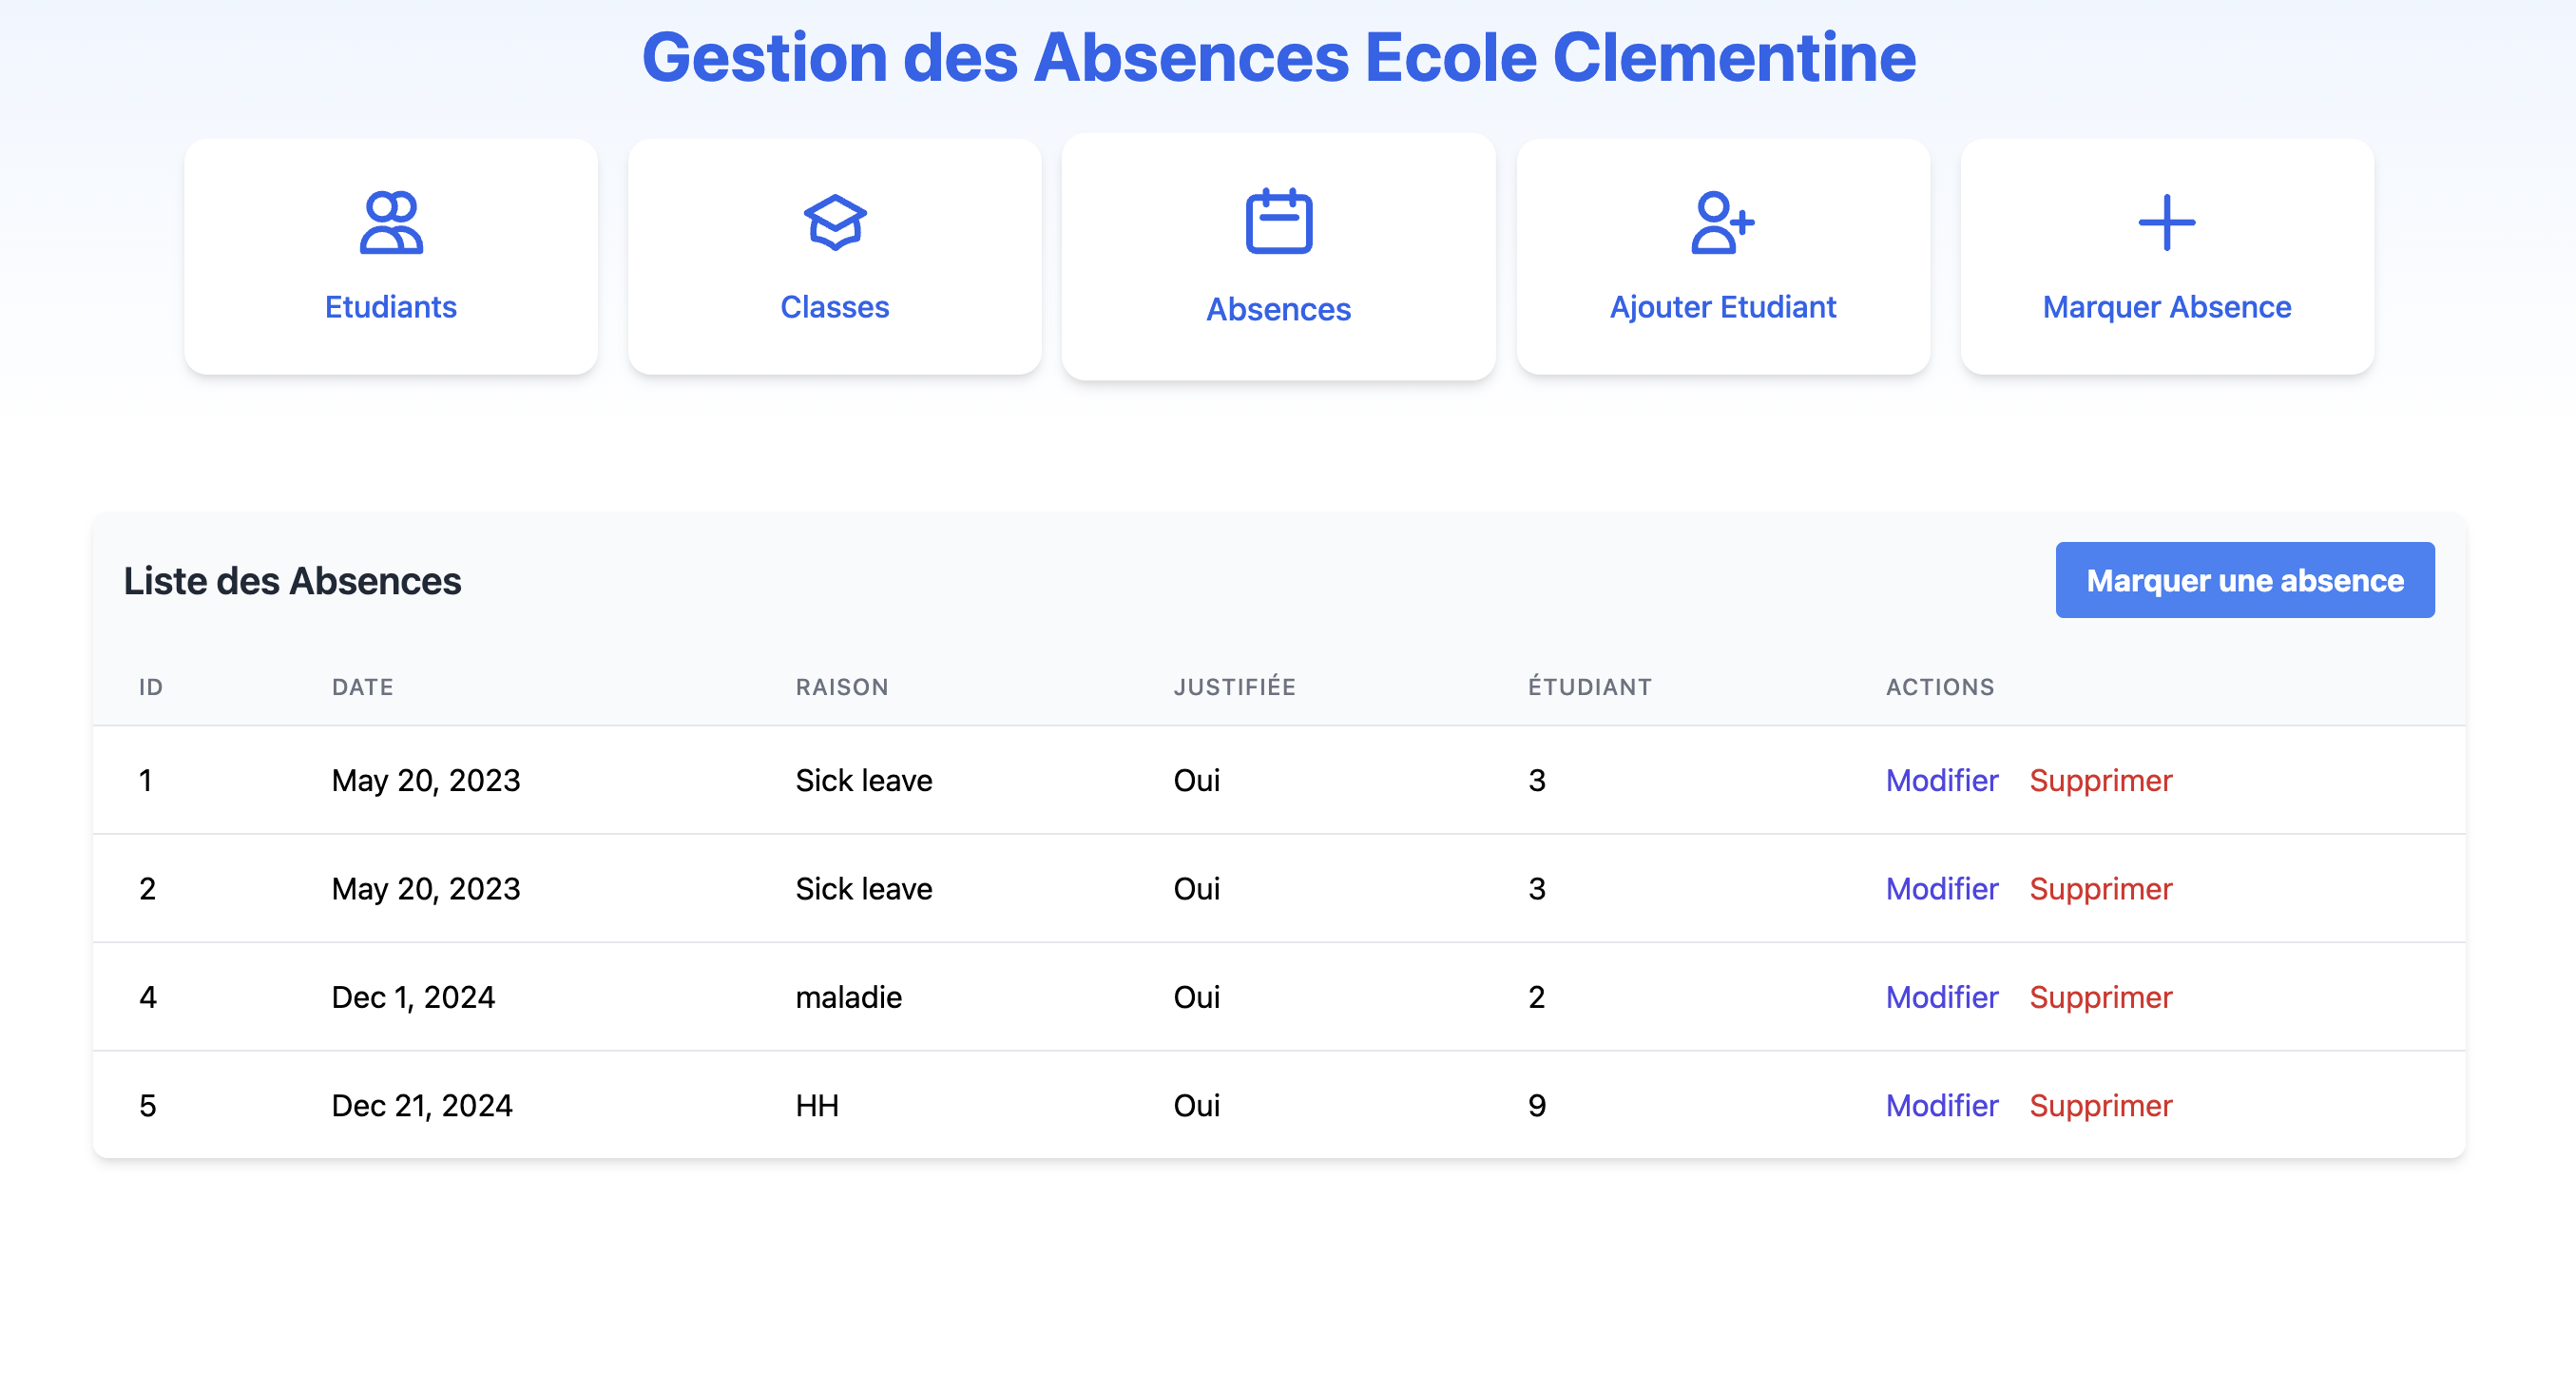 Gestion des Absences Ecole Clementine
Etudiants
Classes
Absences
Ajouter Etudiant
Marquer Absence
Liste des Absences
Marquer une absence
ID DATE RAISON JUSTIFIÉE ÉTUDIANT ACTIONS
1 May 20, 2023 Sick leave Oui 3 Modifier Supprimer
2 May 20, 2023 Sick leave Oui 3 Modifier Supprimer
4 Dec 1, 2024 maladie Oui 2 Modifier Supprimer
5 Dec 21, 2024 HH Oui 9 Modifier Supprimer